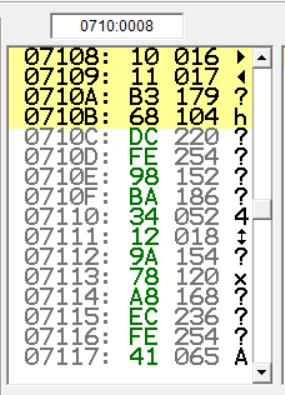 0710:0008
07108: 10 016 ►
07109: 11 017 ◄
0710A: B3 179 ?
0710B: 68 104 h
0710C: DC 220 ?
0710D: FE 254 ?
0710E: 98 152 ?
0710F: BA 186 ?
07110: 34 052 4
07111: 12 018 ↕
07112: 9A 154 ?
07113: 78 120 x
07114: A8 168 ?
07115: EC 236 ?
07116: FE 254 ?
07117: 41 065 A